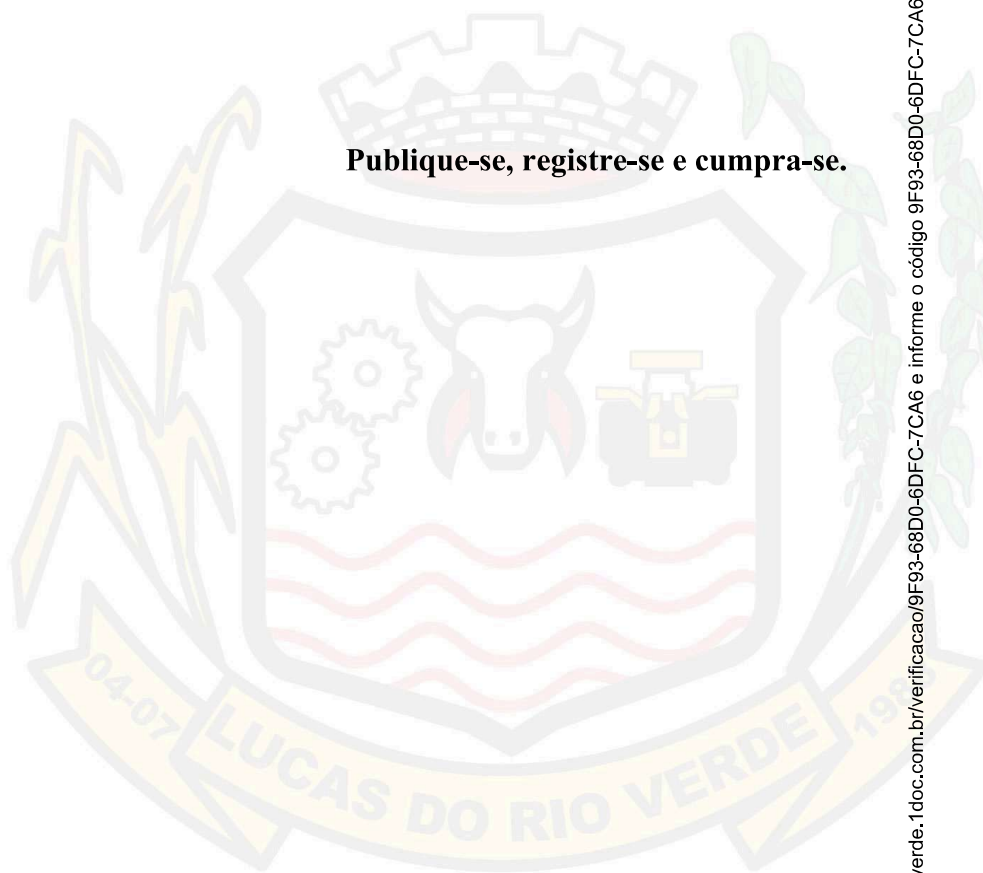 Publique-se, registre-se e cumpra-se.
04-07
LUCAS DO RIO VERDE
verde.1doc.com.br/verificacao/9F93-68D0-6DFC-7CA6 e informe o código 9F93-68D0-6DFC-7CA6